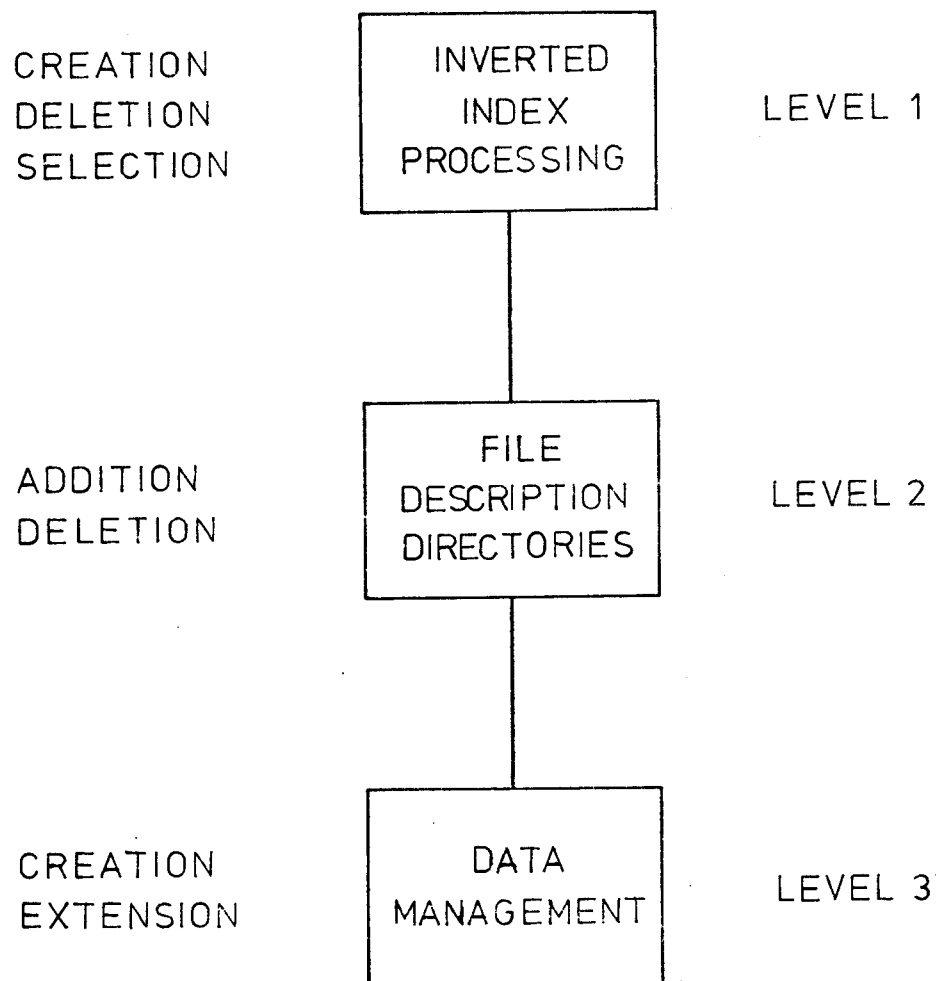 CREATION
DELETION
SELECTION
INVERTED
INDEX
PROCESSING
LEVEL 1
ADDITION
DELETION
FILE
DESCRIPTION
DIRECTORIES
LEVEL 2
CREATION
EXTENSION
DATA
MANAGEMENT
LEVEL 3